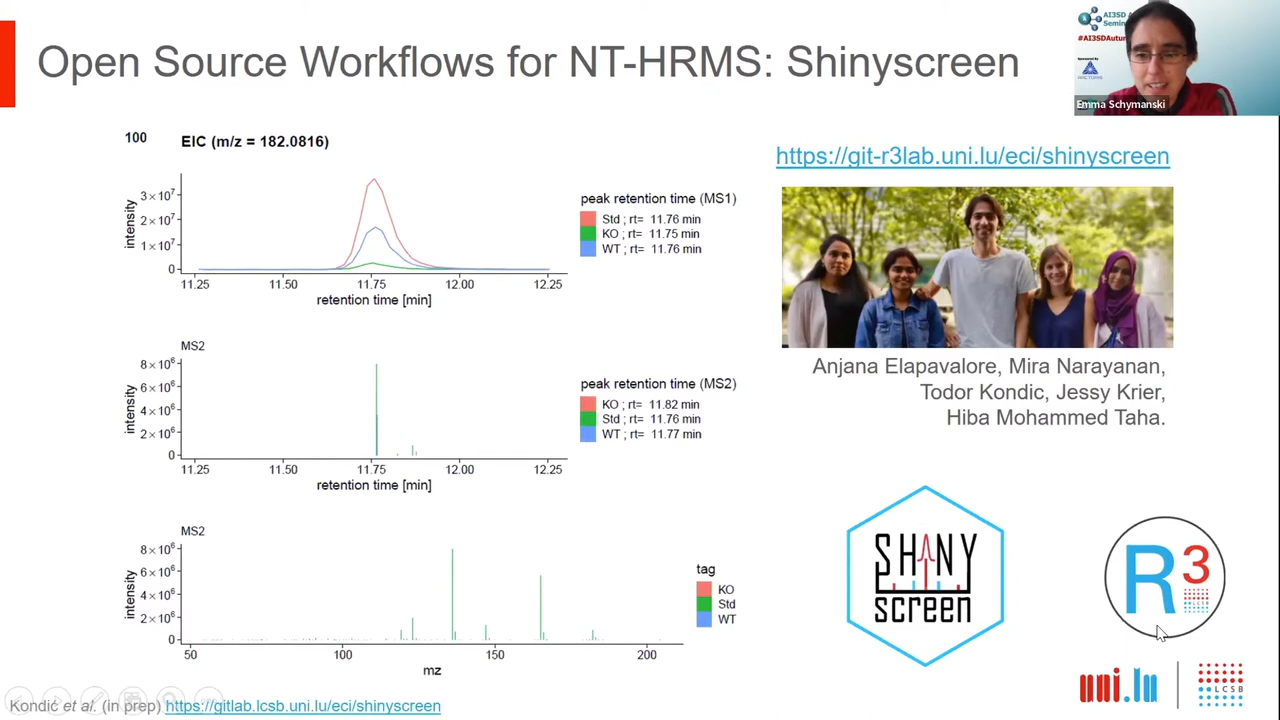 Open Source Workflows for NT-HRMS: Shinyscreen
AI3SD
#AI3SDAutu
Emma Schymanski
https://git-r3lab.uni.lu/eci/shinyscreen
100
EIC (m/z = 182.0816)
3×10⁷
2×10⁷
1×10⁷
0
intensity
11.25 11.50 11.75 12.00 12.25
retention time [min]
peak retention time (MS1)
Std ; rt= 11.76 min
KO ; rt= 11.75 min
WT ; rt= 11.76 min
MS2
8×10⁶
6×10⁶
4×10⁶
2×10⁶
0
intensity
11.25 11.50 11.75 12.00 12.25
retention time [min]
peak retention time (MS2)
KO ; rt= 11.82 min
Std ; rt= 11.76 min
WT ; rt= 11.77 min
MS2
8×10⁶
6×10⁶
4×10⁶
2×10⁶
0
intensity
50 100 150 200
mz
tag
KO
Std
WT
Anjana Elapavalore, Mira Narayanan,
Todor Kondic, Jessy Krier,
Hiba Mohammed Taha.
SHINY
screen
R3
uni.lu
LCSB
Kondić et al. (in prep) https://gitlab.lcsb.uni.lu/eci/shinyscreen